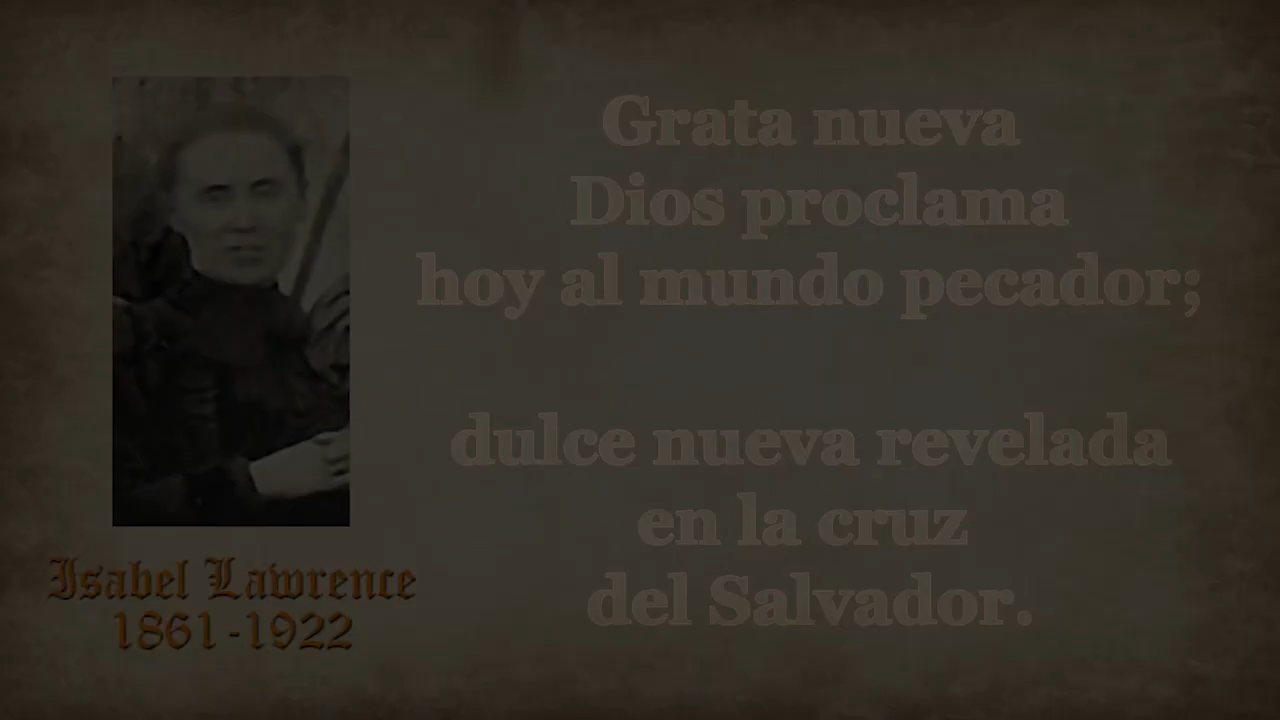 Grata nueva
Dios proclama
hoy al mundo pecador;
dulce nueva revelada
en la cruz
del Salvador.
Isabel Lawrence
1861-1922